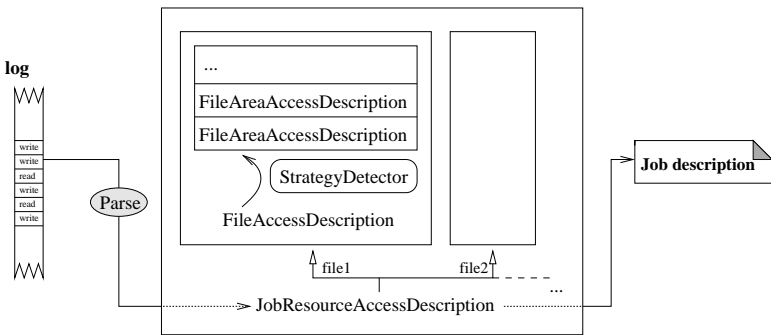 log
write
write
read
write
read
write
Parse
...
FileAreaAccessDescription
FileAreaAccessDescription
StrategyDetector
FileAccessDescription
file1
file2
...
JobResourceAccessDescription
Job description